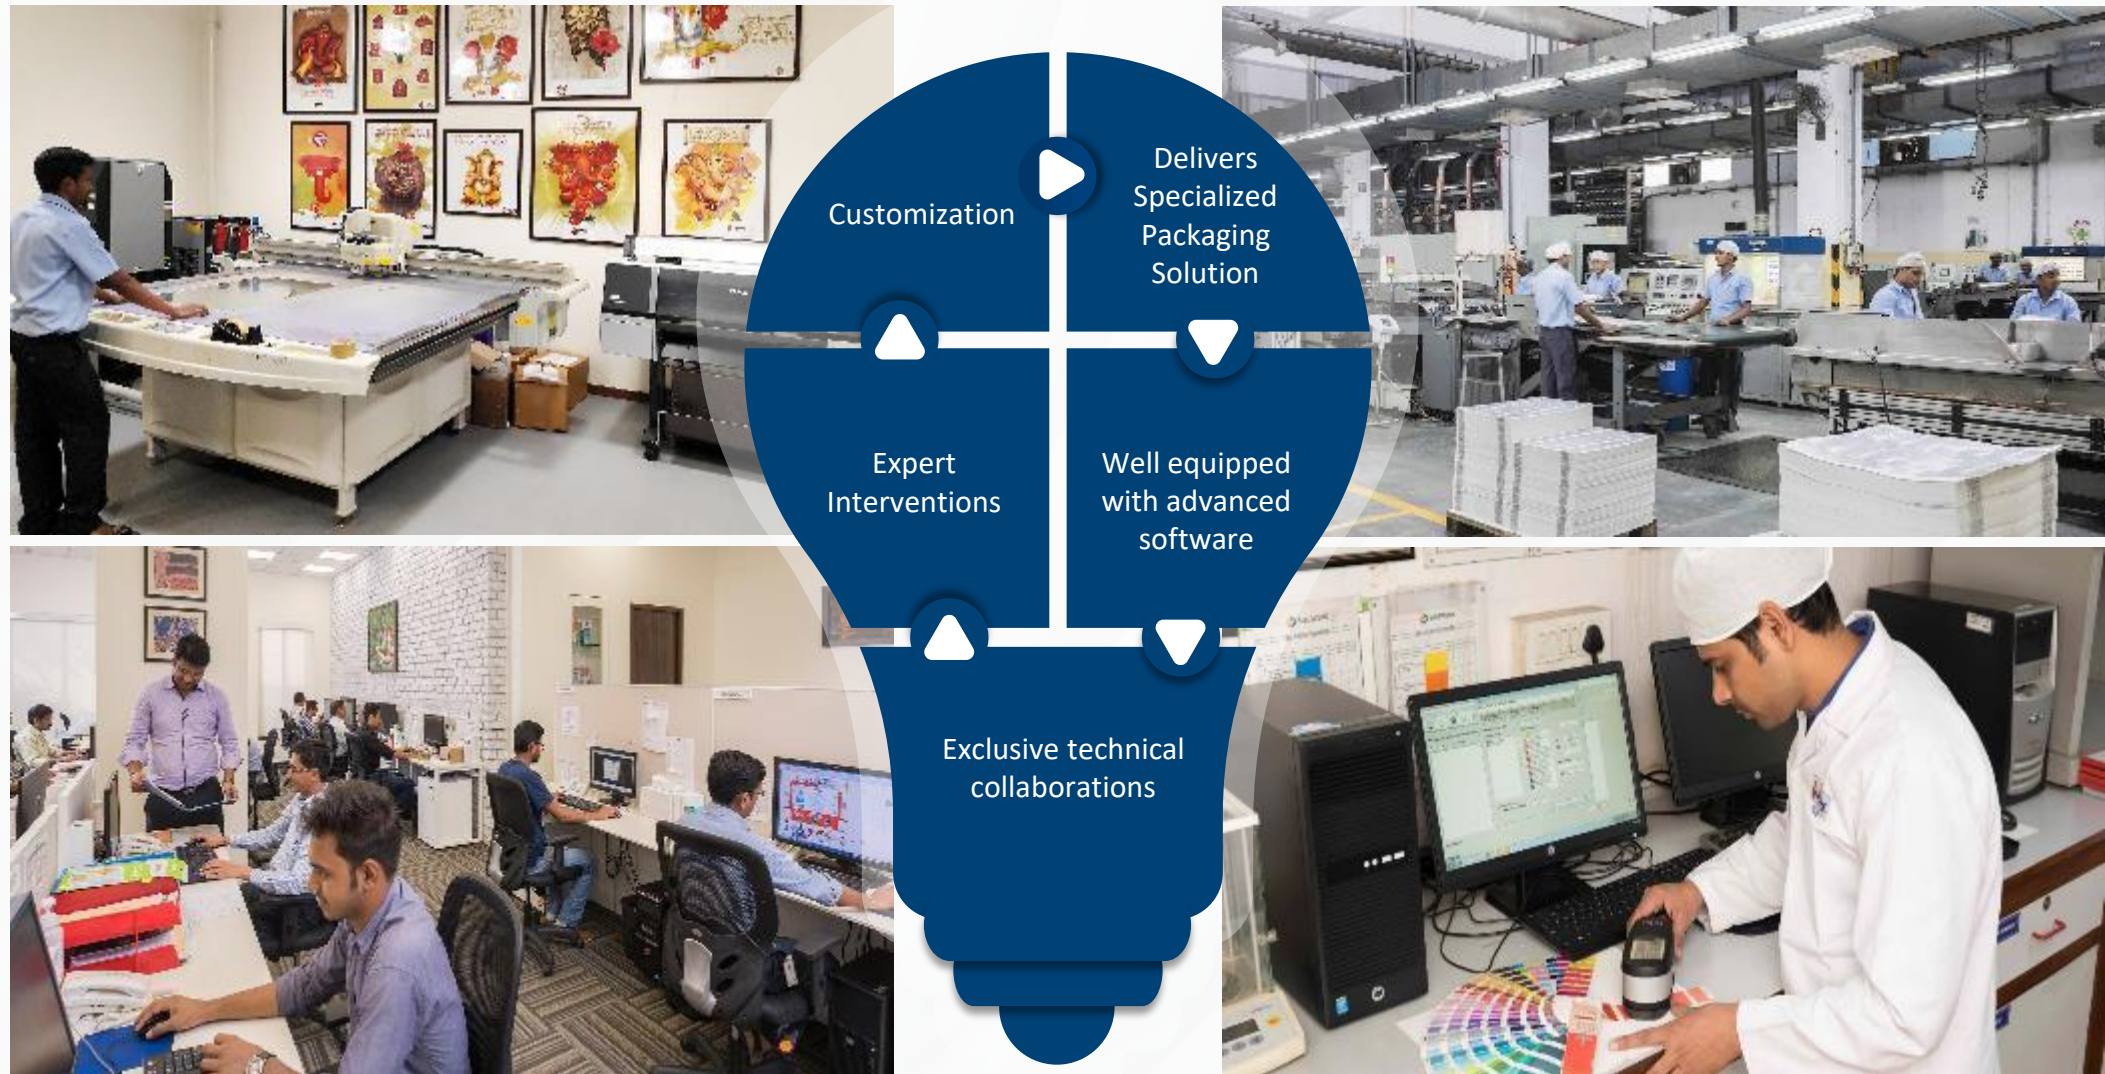 Customization
Delivers
Specialized
Packaging
Solution
Expert
Interventions
Well equipped
with advanced
software
Exclusive technical
collaborations